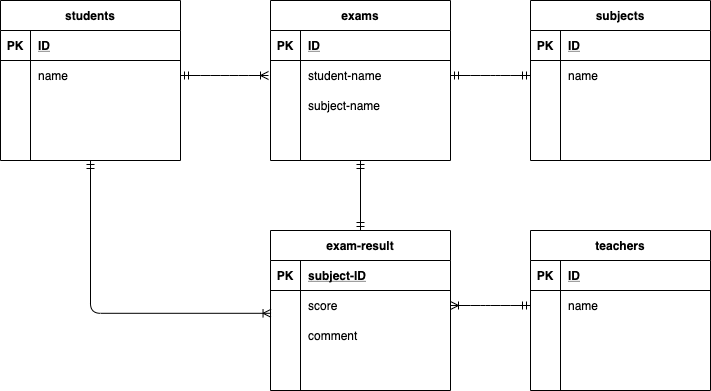 students
PK ID
name
exams
PK ID
student-name
subject-name
subjects
PK ID
name
exam-result
PK subject-ID
score
comment
teachers
PK ID
name